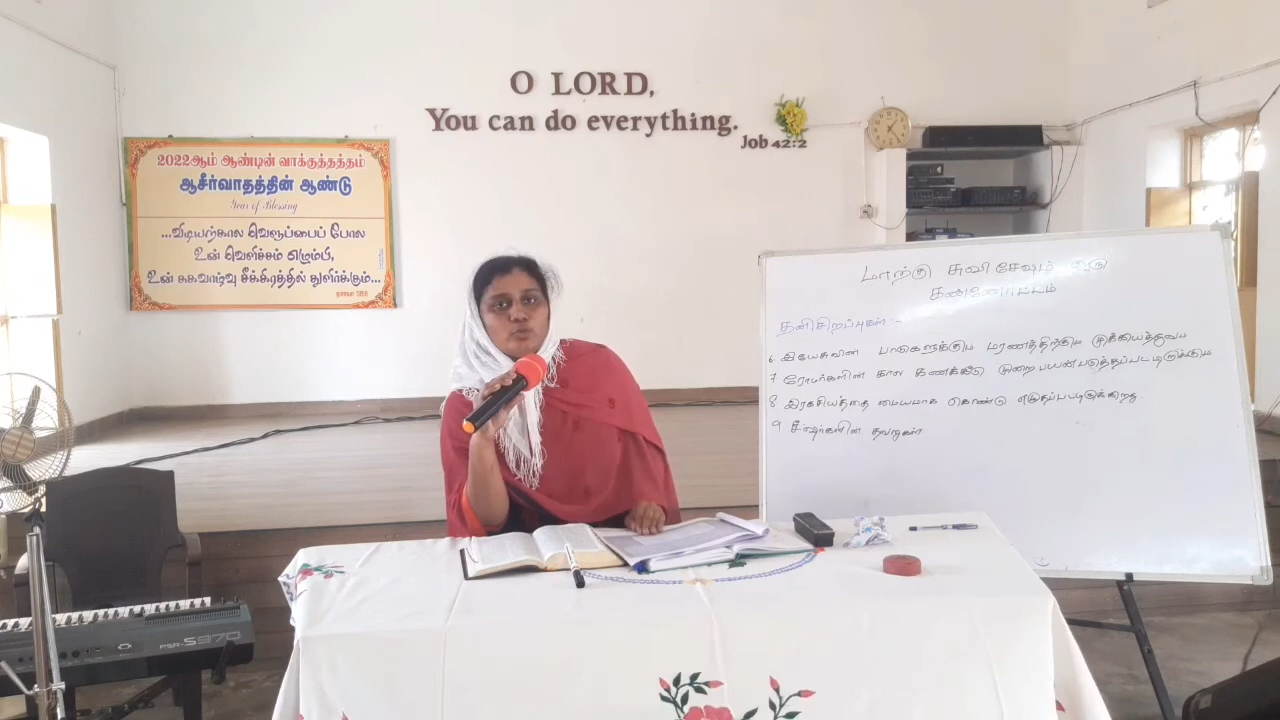 O LORD,
You can do everything.
Job 42:2
2022ஆம் ஆண்டின் வாக்குத்தத்தம்
ஆசீர்வாதத்தின் ஆண்டு
Year of Blessing
...விடியற்கால வெளுப்பைப் போல
உன் வெளிச்சம் எழும்பி,
உன் சுகவாழ்வு சீக்கிரத்தில் துளிர்க்கும்...
ஏசாயா 58:8
மாற்கு சுவிசேஷம் ஒரு
கண்ணோட்டம்
தனிசிறப்புகள் :-
6 இயேசுவின் பாடுகளுக்கும் மரணத்திற்கும் முக்கியத்துவம்
7 ரோமர்களின் கால கணக்கீடு முறை பயன்படுத்தப்பட்டிருக்கும்
8 இரகசியத்தை மையமாக கொண்டு எழுதப்பட்டிருக்கிறது.
9 சீஷர்களின் தவறுகள்
PSR-S970